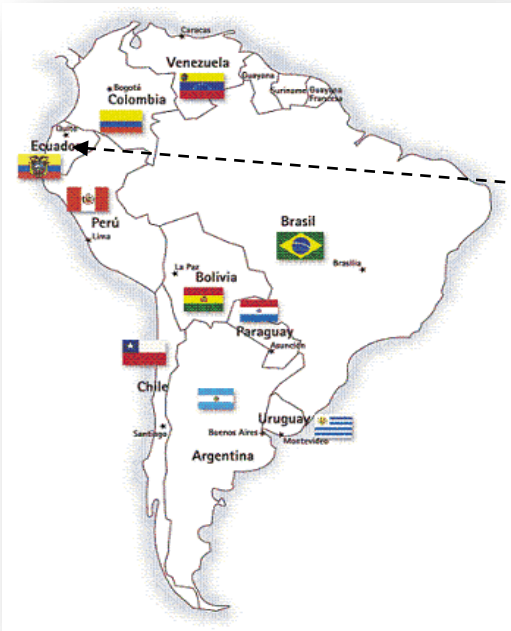 Caracas
Venezuela
Guayana
Suriname
Guayana
Francesa
Bogotá
Colombia
Quito
Ecuador
Perú
Lima
Brasil
Brasilia
La Paz
Bolivia
Paraguay
Asunción
Chile
Santiago
Uruguay
Buenos Aires
Montevideo
Argentina